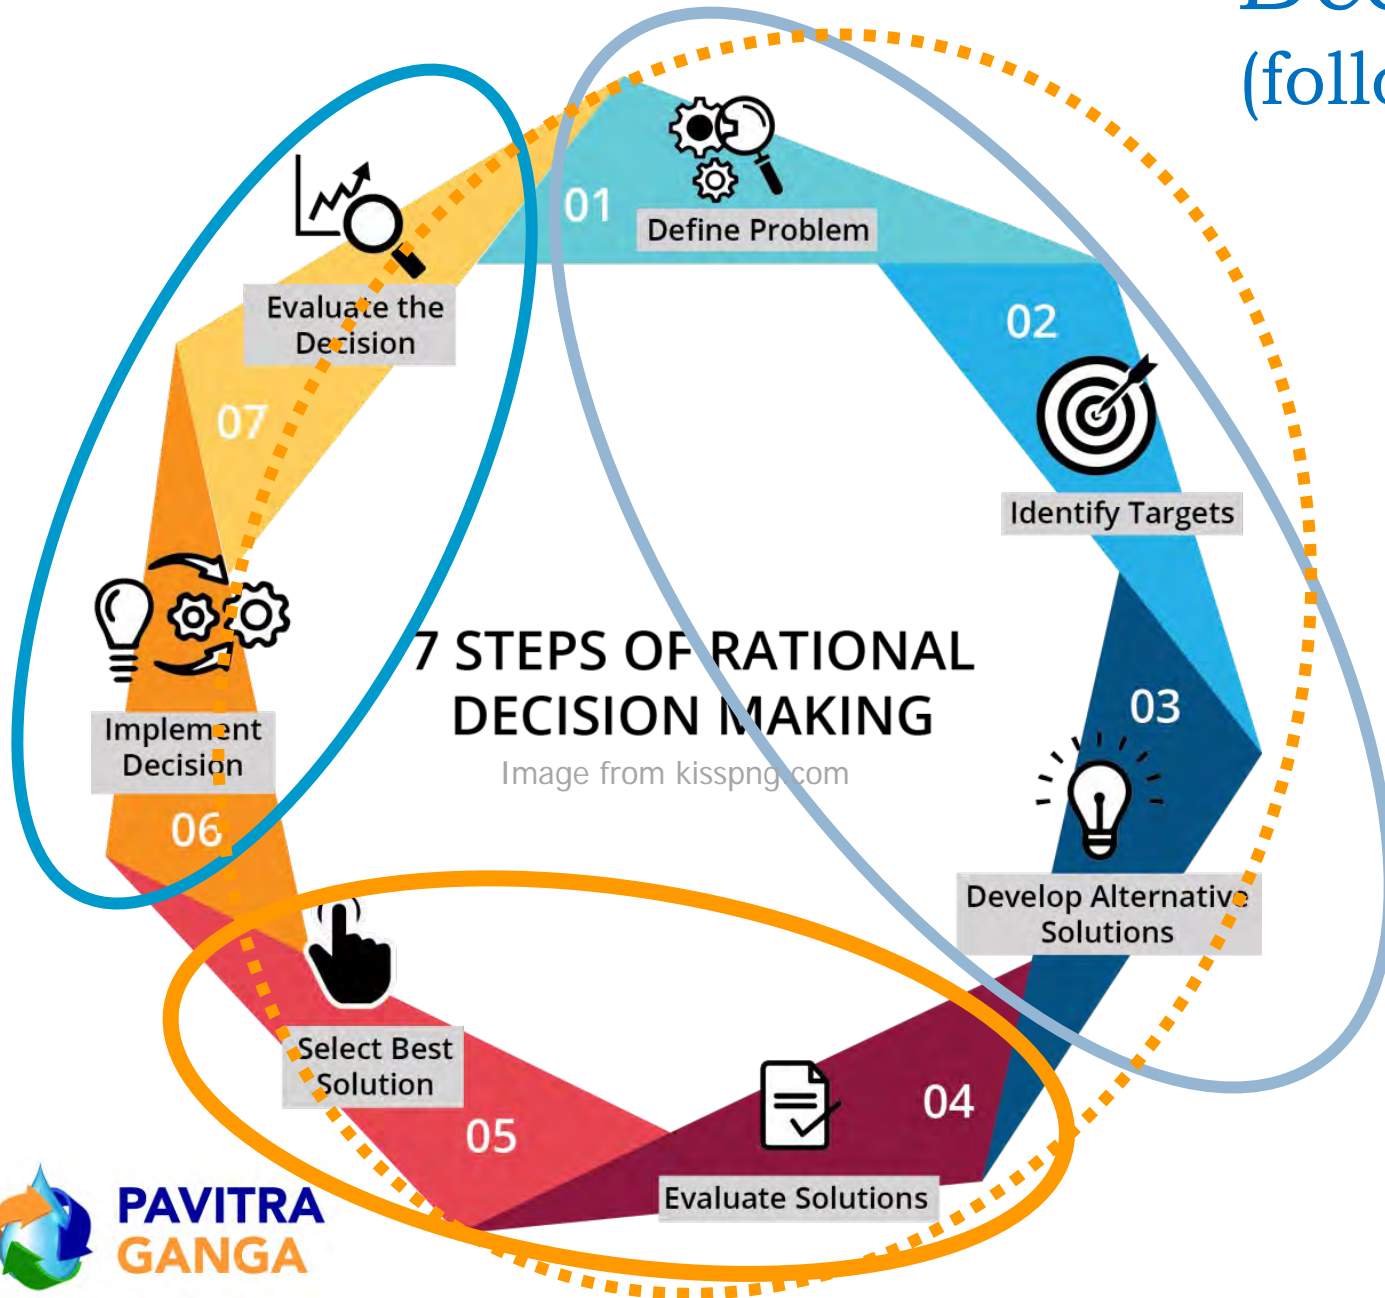 (follo
01
Define Problem
02
Identify Targets
03
Develop Alternative
Solutions
04
Evaluate Solutions
05
Select Best
Solution
06
Implement
Decision
07
Evaluate the
Decision
7 STEPS OF RATIONAL
DECISION MAKING
Image from kisspng.com
PAVITRA
GANGA